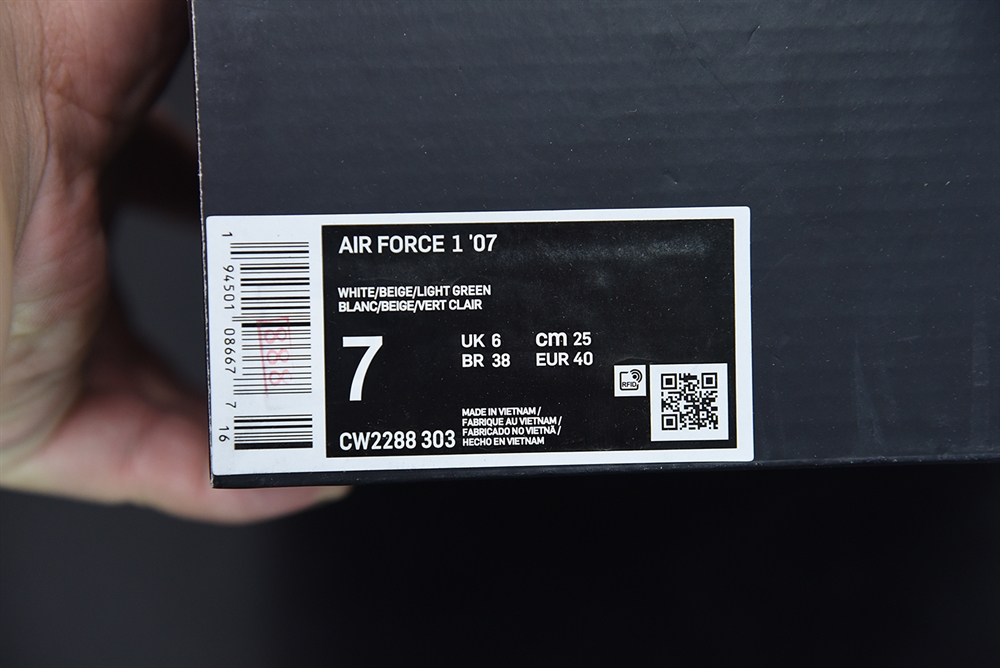 AIR FORCE 1 '07
WHITE/BEIGE/LIGHT GREEN
BLANC/BEIGE/VERT CLAIR
7
UK 6 cm 25
BR 38 EUR 40
RFID
CW2288 303
MADE IN VIETNAM /
FABRIQUE AU VIETNAM /
FABRICADO NO VIETNÃ /
HECHO EN VIETNAM
1 94501 08667 7 16